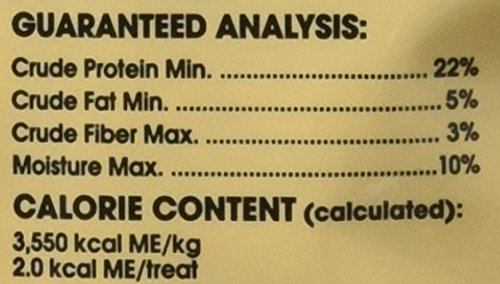 GUARANTEED ANALYSIS:
Crude Protein Min. ................................ 22%
Crude Fat Min. ........................................ 5%
Crude Fiber Max. ................................... 3%
Moisture Max. ........................................10%
CALORIE CONTENT (calculated):
3,550 kcal ME/kg
2.0 kcal ME/treat